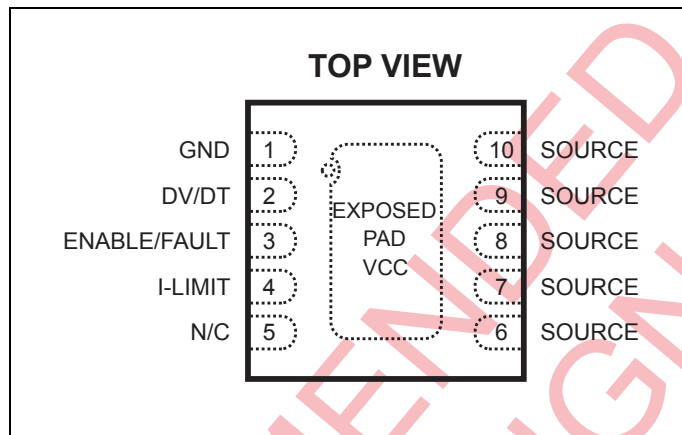 TOP VIEW
GND 1 10 SOURCE
DV/DT 2 9 SOURCE
ENABLE/FAULT 3 8 SOURCE
I-LIMIT 4 7 SOURCE
N/C 5 6 SOURCE
EXPOSED
PAD
VCC